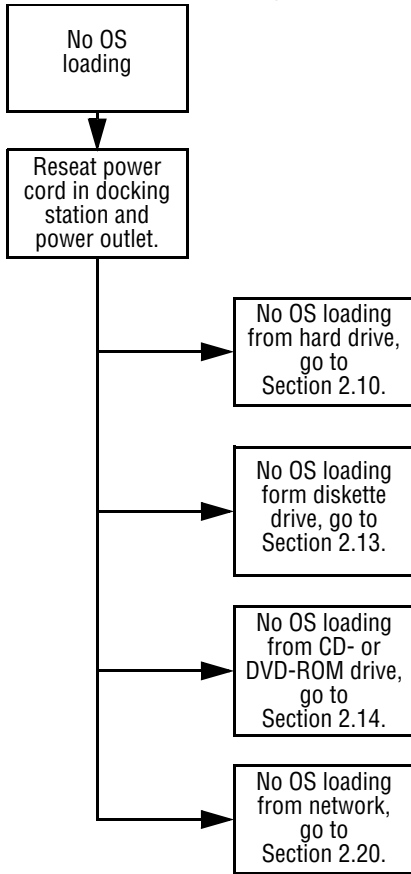 No OS
loading
Reseat power
cord in docking
station and
power outlet.
No OS loading
from hard drive,
go to
Section 2.10.
No OS loading
form diskette
drive, go to
Section 2.13.
No OS loading
from CD- or
DVD-ROM drive,
go to
Section 2.14.
No OS loading
from network,
go to
Section 2.20.